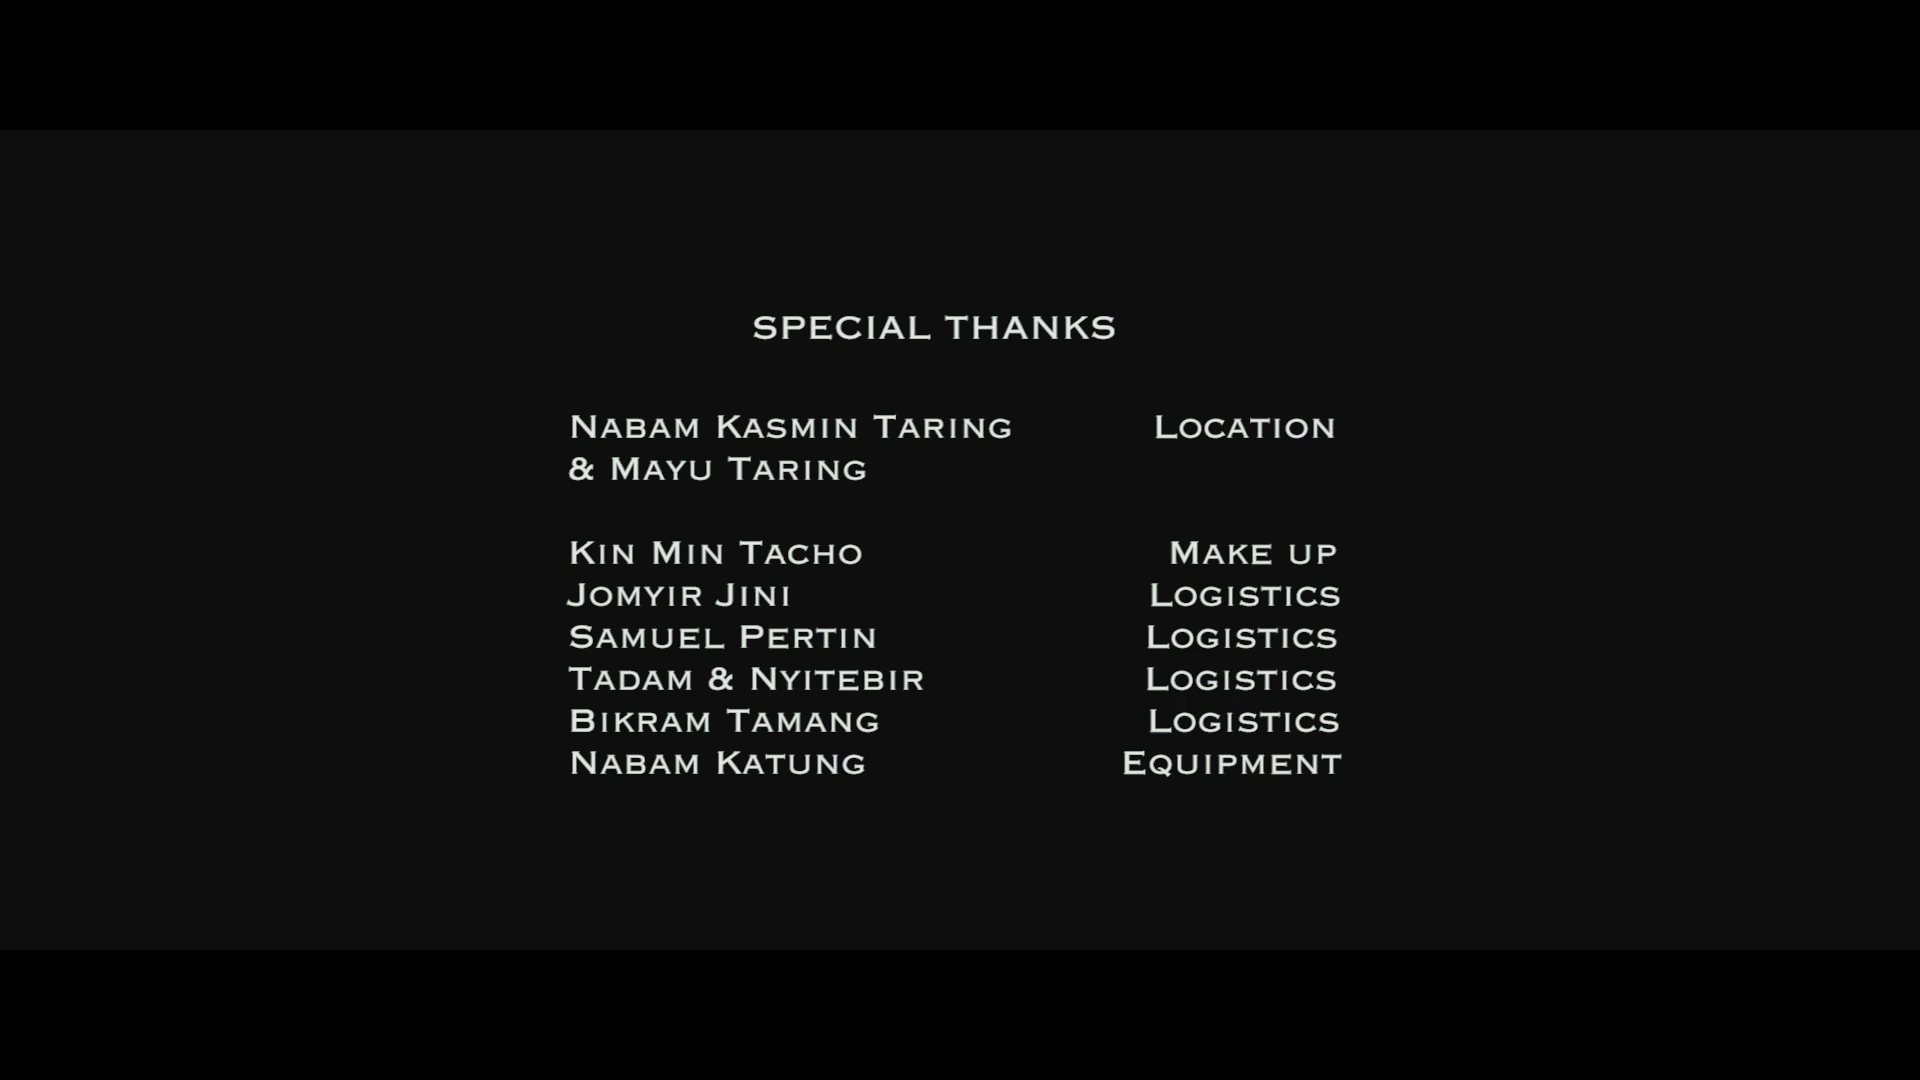 SPECIAL THANKS
NABAM KASMIN TARING LOCATION
& MAYU TARING
KIN MIN TACHO MAKE UP
JOMYIR JINI LOGISTICS
SAMUEL PERTIN LOGISTICS
TADAM & NYITEBIR LOGISTICS
BIKRAM TAMANG LOGISTICS
NABAM KATUNG EQUIPMENT